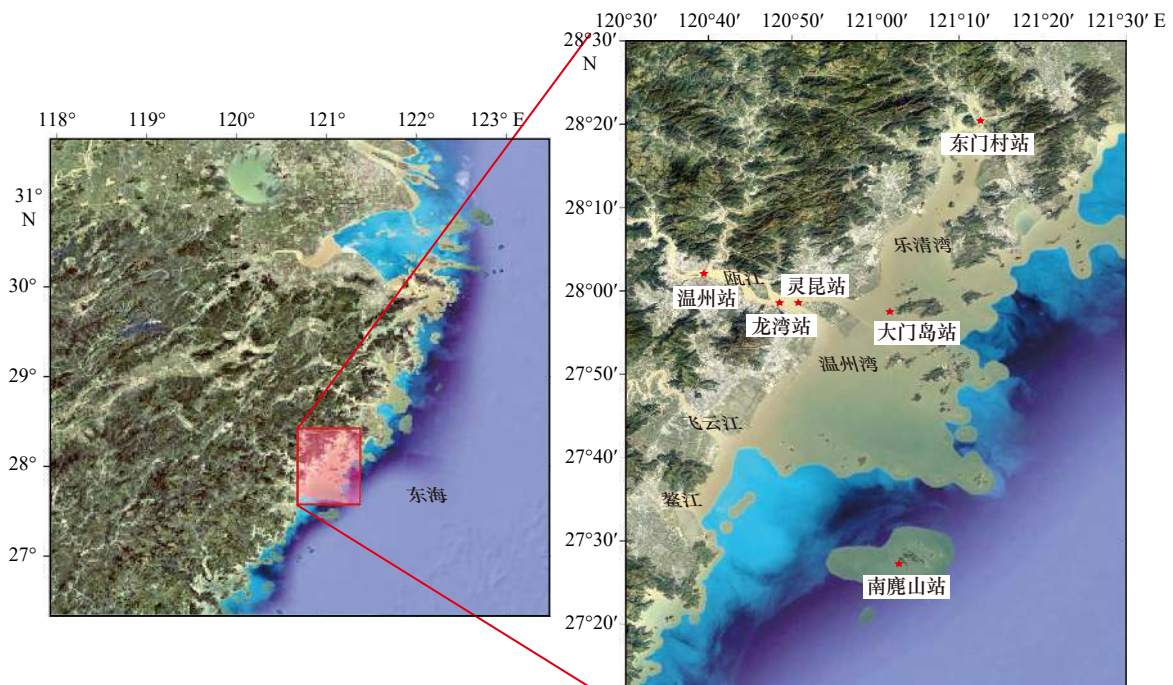 118° 119° 120° 121° 122° 123° E
31°
N
30°
29°
28°
27°
东海
120°30′ 120°40′ 120°50′ 121°00′ 121°10′ 121°20′ 121°30′ E
28°30′
N
28°20′
28°10′
28°00′
27°50′
27°40′
27°30′
27°20′
东门村站
乐清湾
瓯江
灵昆站
温州站
龙湾站
大门岛站
温州湾
飞云江
鳌江
南麂山站